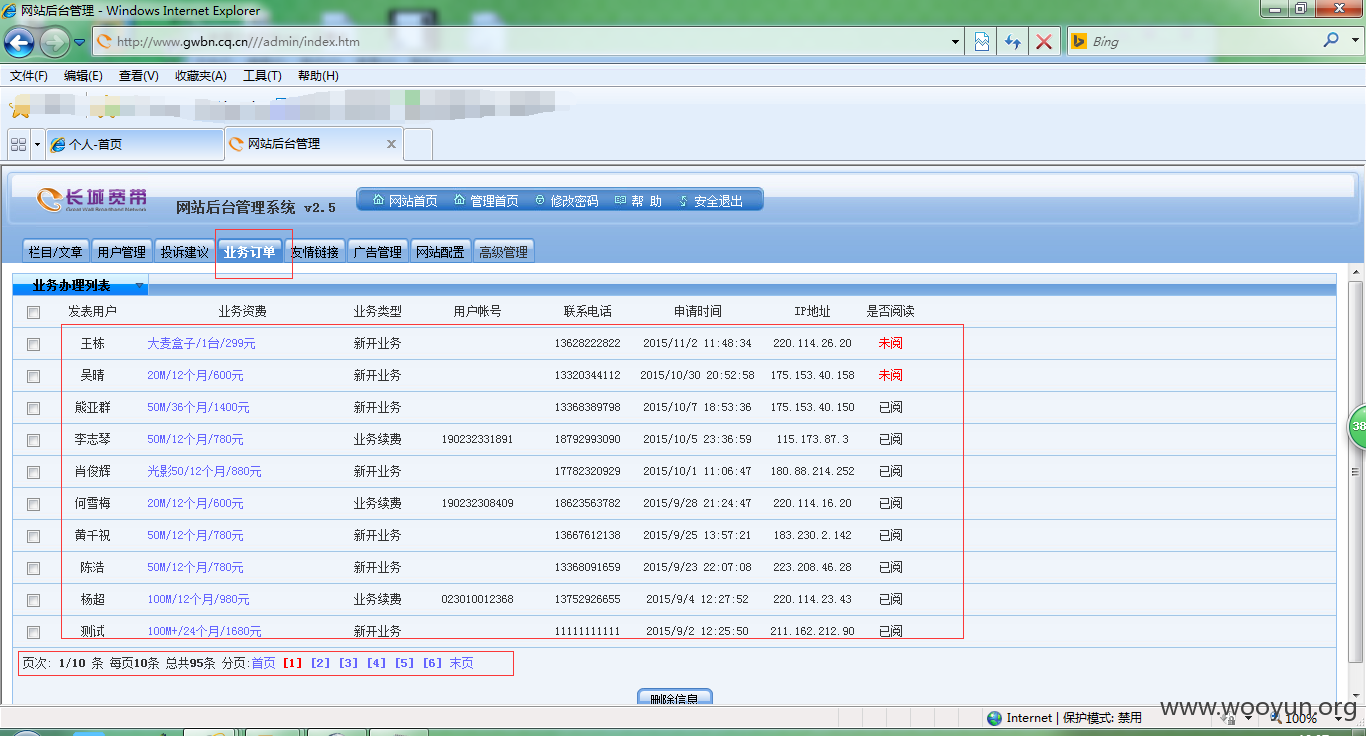 网站后台管理 - Windows Internet Explorer
http://www.gwbn.cq.cn///admin/index.htm
Bing
文件(F) 编辑(E) 查看(V) 收藏夹(A) 工具(T) 帮助(H)
个人-首页 网站后台管理
长城宽带
Great Wall Broadband Network
网站后台管理系统 v2.5
网站首页 管理首页 修改密码 帮 助 安全退出
栏目/文章 用户管理 投诉建议 业务订单 友情链接 广告管理 网站配置 高级管理
业务办理列表
发表用户 业务资费 业务类型 用户帐号 联系电话 申请时间 IP地址 是否阅读
王栋 大麦盒子/1台/299元 新开业务 13628222822 2015/11/2 11:48:34 220.114.26.20 未阅
吴晴 20M/12个月/600元 新开业务 13320344112 2015/10/30 20:52:58 175.153.40.158 未阅
熊亚群 50M/36个月/1400元 新开业务 13368389798 2015/10/7 18:53:36 175.153.40.150 已阅
李志琴 50M/12个月/780元 业务续费 190232331891 18792993090 2015/10/5 23:36:59 115.173.87.3 已阅
肖俊辉 光影50/12个月/880元 新开业务 17782320929 2015/10/1 11:06:47 180.88.214.252 已阅
何雪梅 20M/12个月/600元 业务续费 190232308409 18623563782 2015/9/28 21:24:47 220.114.16.20 已阅
黄千祝 50M/12个月/780元 新开业务 13667612138 2015/9/25 13:57:21 183.230.2.142 已阅
陈浩 50M/12个月/780元 新开业务 13368091659 2015/9/23 22:07:08 223.208.46.28 已阅
杨超 100M/12个月/980元 业务续费 023010012368 13752926655 2015/9/4 12:27:52 220.114.23.43 已阅
测试 100M+/24个月/1680元 新开业务 11111111111 2015/9/2 12:25:50 211.162.212.90 已阅
页次: 1/10 条 每页10条 总共95条 分页:首页 [1] [2] [3] [4] [5] [6] 末页
删除信息
38
Internet | 保护模式: 禁用
100%
www.wooyun.org